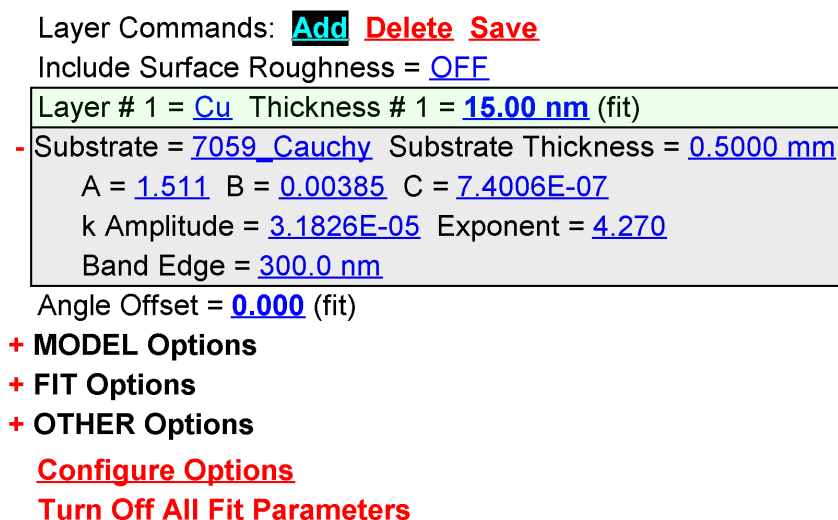 Layer Commands: Add Delete Save
Include Surface Roughness = OFF
Layer # 1 = Cu Thickness # 1 = 15.00 nm (fit)
- Substrate = 7059_Cauchy Substrate Thickness = 0.5000 mm
A = 1.511 B = 0.00385 C = 7.4006E-07
k Amplitude = 3.1826E-05 Exponent = 4.270
Band Edge = 300.0 nm
Angle Offset = 0.000 (fit)
+ MODEL Options
+ FIT Options
+ OTHER Options
Configure Options
Turn Off All Fit Parameters